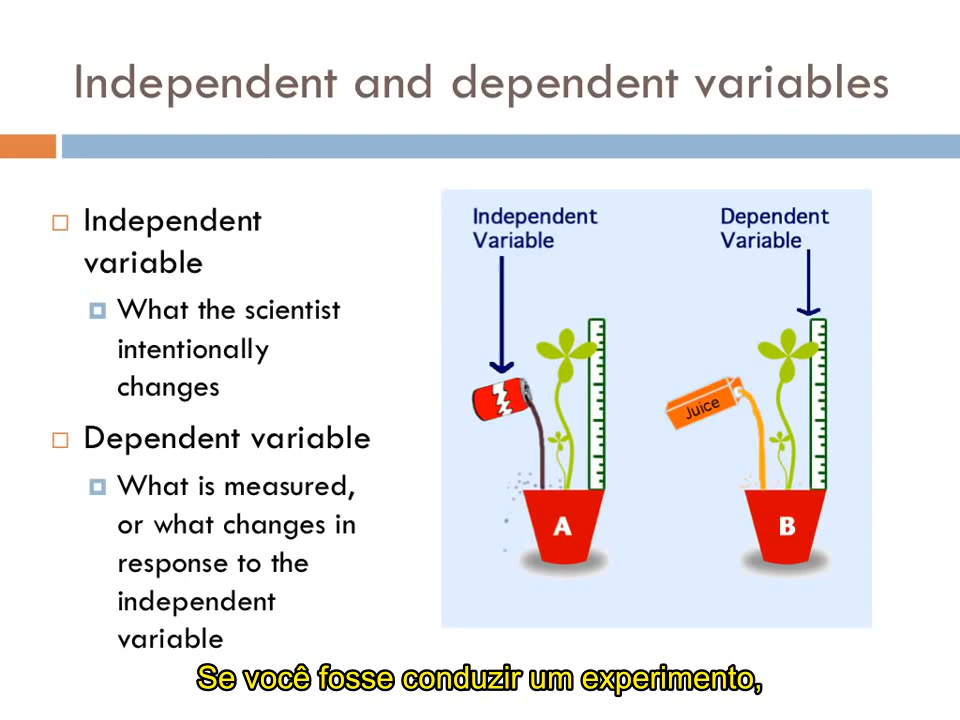 Independent and dependent variables
Independent
variable
What the scientist
intentionally
changes
Dependent variable
What is measured,
or what changes in
response to the
independent
variable
Independent
Variable
Dependent
Variable
Juice
A
B
Se você fosse conduzir um experimento,